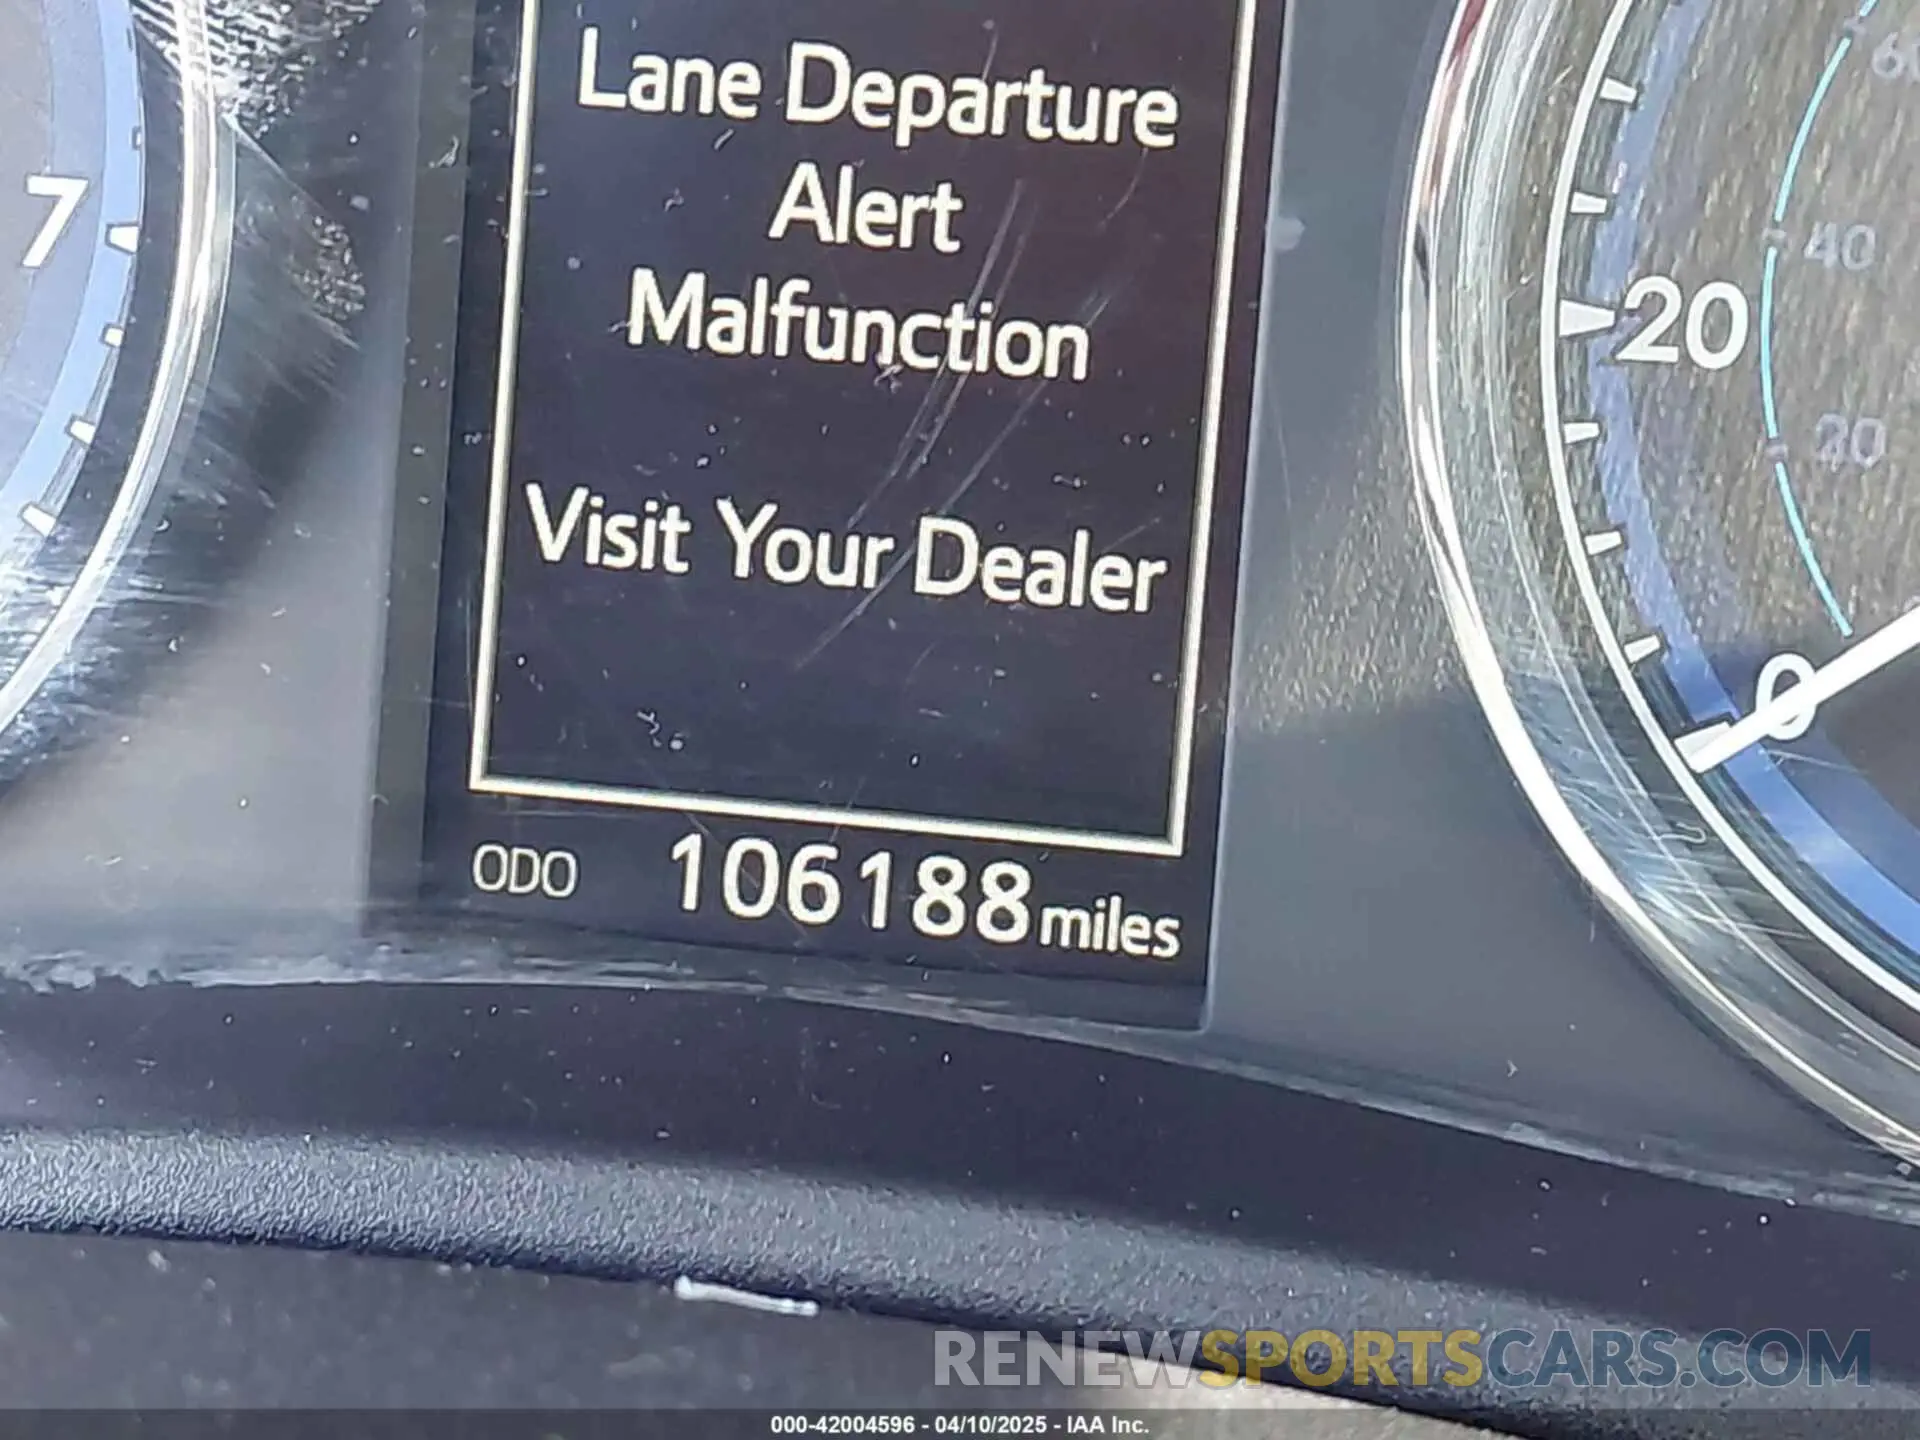 Lane Departure
Alert
Malfunction
Visit Your Dealer
ODO 106188 miles
7
60
40
20
20
0
RENEWSPORTSCARS.COM
000-42004596 - 04/10/2025 - IAA Inc.